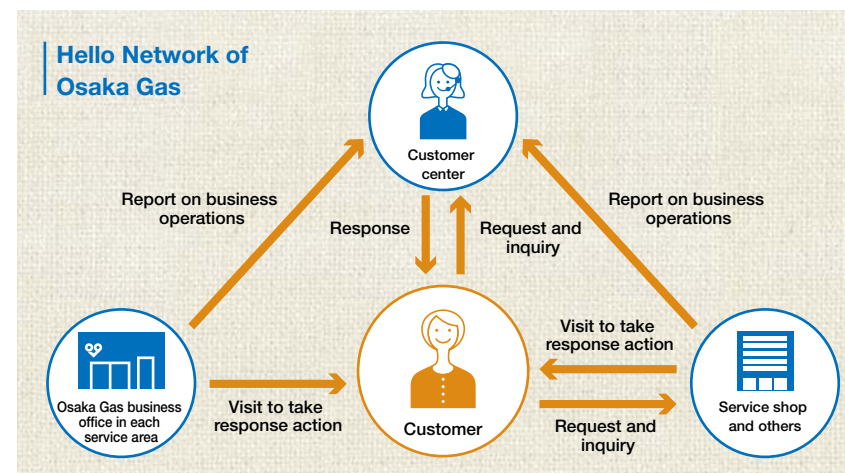 Hello Network of
Osaka Gas
Customer
center
Report on business
operations
Report on business
operations
Response
Request and
inquiry
Osaka Gas business
office in each
service area
Visit to take
response action
Customer
Visit to take
response action
Request and
inquiry
Service shop
and others